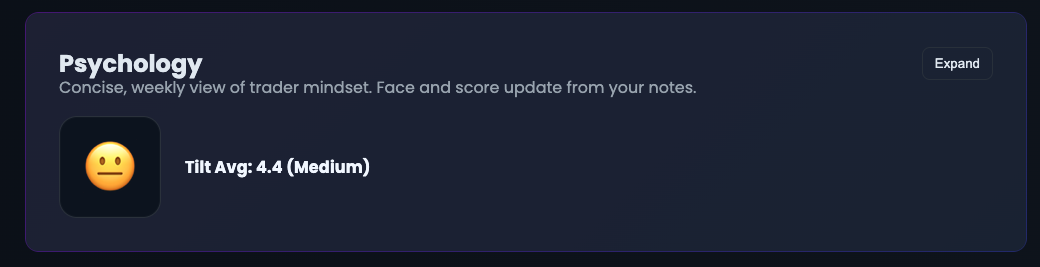 Psychology
Expand
Concise, weekly view of trader mindset. Face and score update from your notes.
Tilt Avg: 4.4 (Medium)